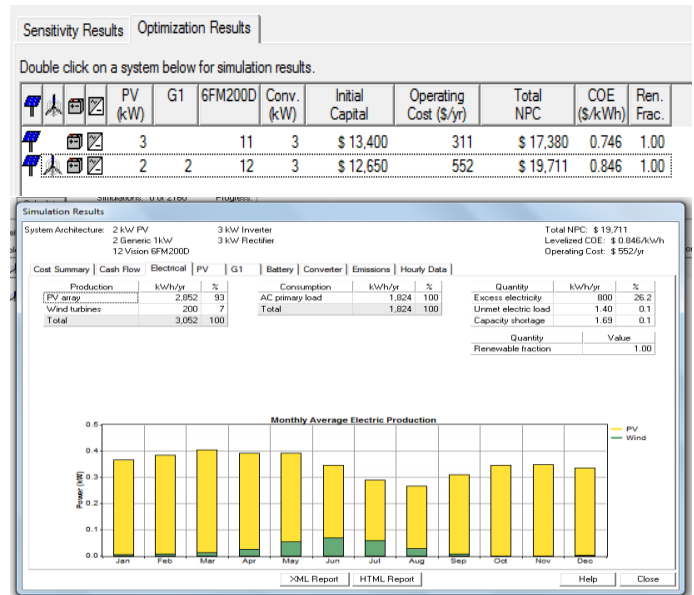 Sensitivity Results Optimization Results
Double click on a system below for simulation results.
PV (kW) G1 6FM200D Conv. (kW) Initial Capital Operating Cost ($/yr) Total NPC COE ($/kWh) Ren. Frac.
3 11 3 $ 13,400 311 $ 17,380 0.746 1.00
2 2 12 3 $ 12,650 552 $ 19,711 0.846 1.00
Simulations: 0 of 2160 Progress:
Simulation Results
System Architecture: 2 kW PV 3 kW Inverter Total NPC: $ 19,711
2 Generic 1kW 3 kW Rectifier Levelized COE: $ 0.846/kWh
12 Vision 6FM200D Operating Cost: $ 552/yr
Cost Summary Cash Flow Electrical PV G1 Battery Converter Emissions Hourly Data
Production kWh/yr % Consumption kWh/yr % Quantity kWh/yr %
PV array 2,852 93 AC primary load 1,824 100 Excess electricity 800 26.2
Wind turbines 200 7 Total 1,824 100 Unmet electric load 1.40 0.1
Total 3,052 100 Capacity shortage 1.69 0.1
Quantity Value
Renewable fraction 1.00
Monthly Average Electric Production
0.5
0.4
0.3
0.2
0.1
0.0
Power (kW)
Jan Feb Mar Apr May Jun Jul Aug Sep Oct Nov Dec
PV
Wind
XML Report HTML Report Help Close